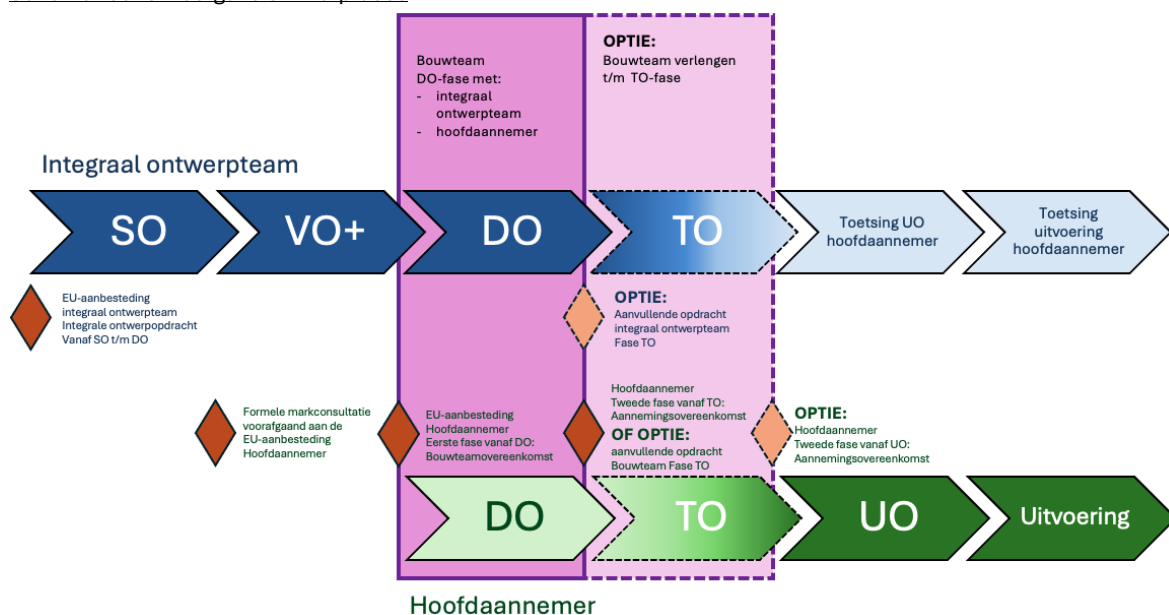 Bouwteam
DO-fase met:
- integraal
ontwerpteam
- hoofdaannemer
OPTIE:
Bouwteam verlengen
t/m TO-fase
Integraal ontwerpteam
SO
VO+
DO
TO
Toetsing UO
hoofdaannemer
Toetsing
uitvoering
hoofdaannemer
EU-aanbesteding
integraal ontwerpteam
Integrale ontwerpopdracht
Vanaf SO t/m DO
OPTIE:
Aanvullende opdracht
integraal ontwerpteam
Fase TO
Formele markconsultatie
voorafgaand aan de
EU-aanbesteding
Hoofdaannemer
EU-aanbesteding
Hoofdaannemer
Eerste fase vanaf DO:
Bouwteamovereenkomst
Hoofdaannemer
Tweede fase vanaf TO:
Aannemingsovereenkomst
OF OPTIE:
aanvullende opdracht
Bouwteam Fase TO
OPTIE:
Hoofdaannemer
Tweede fase vanaf UO:
Aannemingsovereenkomst
DO
TO
UO
Uitvoering
Hoofdaannemer